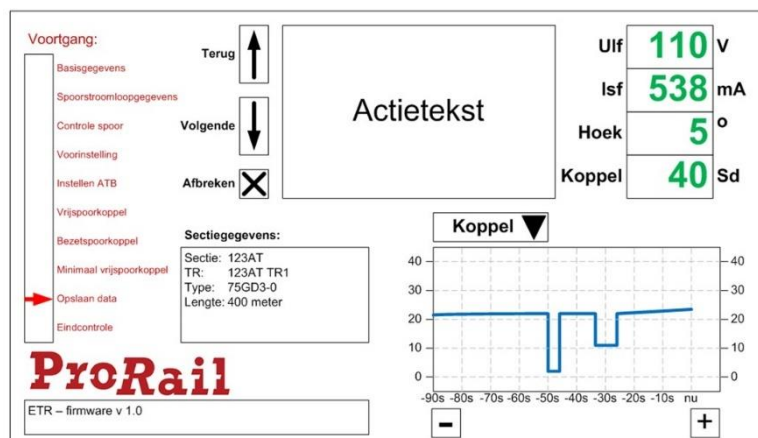 Voortgang:
Basisgegevens
Spoorstroomloopgegevens
Controle spoor
Voorinstelling
Instellen ATB
Vrijspoorkoppel
Bezetspoorkoppel
Minimaal vrijspoorkoppel
Opslaan data
Eindcontrole
Terug
Volgende
Afbreken
Actietekst
Ulf 110 V
Isf 538 mA
Hoek 5 o
Koppel 40 Sd
Sectiegegevens:
Sectie: 123AT
TR: 123AT TR1
Type: 75GD3-0
Lengte: 400 meter
Koppel
40 40
30 30
20 20
10 10
0 0
-90s -80s -70s -60s -50s -40s -30s -20s -10s nu
- +
ProRail
ETR – firmware v 1.0